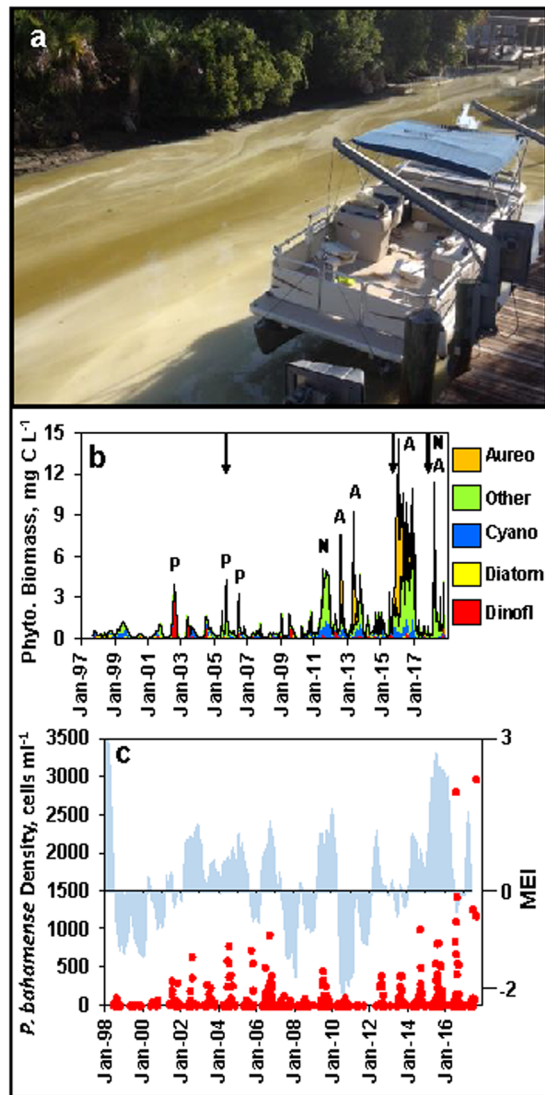 a
b
Phyto. Biomass, mg C L-1
15
12
9
6
3
0
P
P
P
N
A
A
A
N
A
Aureo
Other
Cyano
Diatom
Dinofl
Jan-97
Jan-99
Jan-01
Jan-03
Jan-05
Jan-07
Jan-09
Jan-11
Jan-13
Jan-15
Jan-17
c
P. bahamense Density, cells ml-1
3500
3000
2500
2000
1500
1000
500
0
3
0
-2
MEI
Jan-98
Jan-00
Jan-02
Jan-04
Jan-06
Jan-08
Jan-10
Jan-12
Jan-14
Jan-16